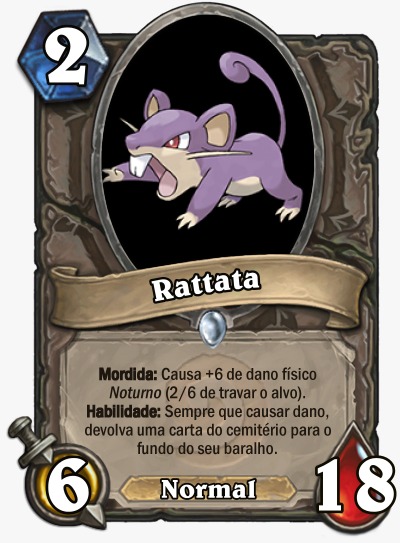 2
Rattata
Mordida: Causa +6 de dano físico
Noturno (2/6 de travar o alvo).
Habilidade: Sempre que causar dano,
devolva uma carta do cemitério para o
fundo do seu baralho.
6
Normal
18